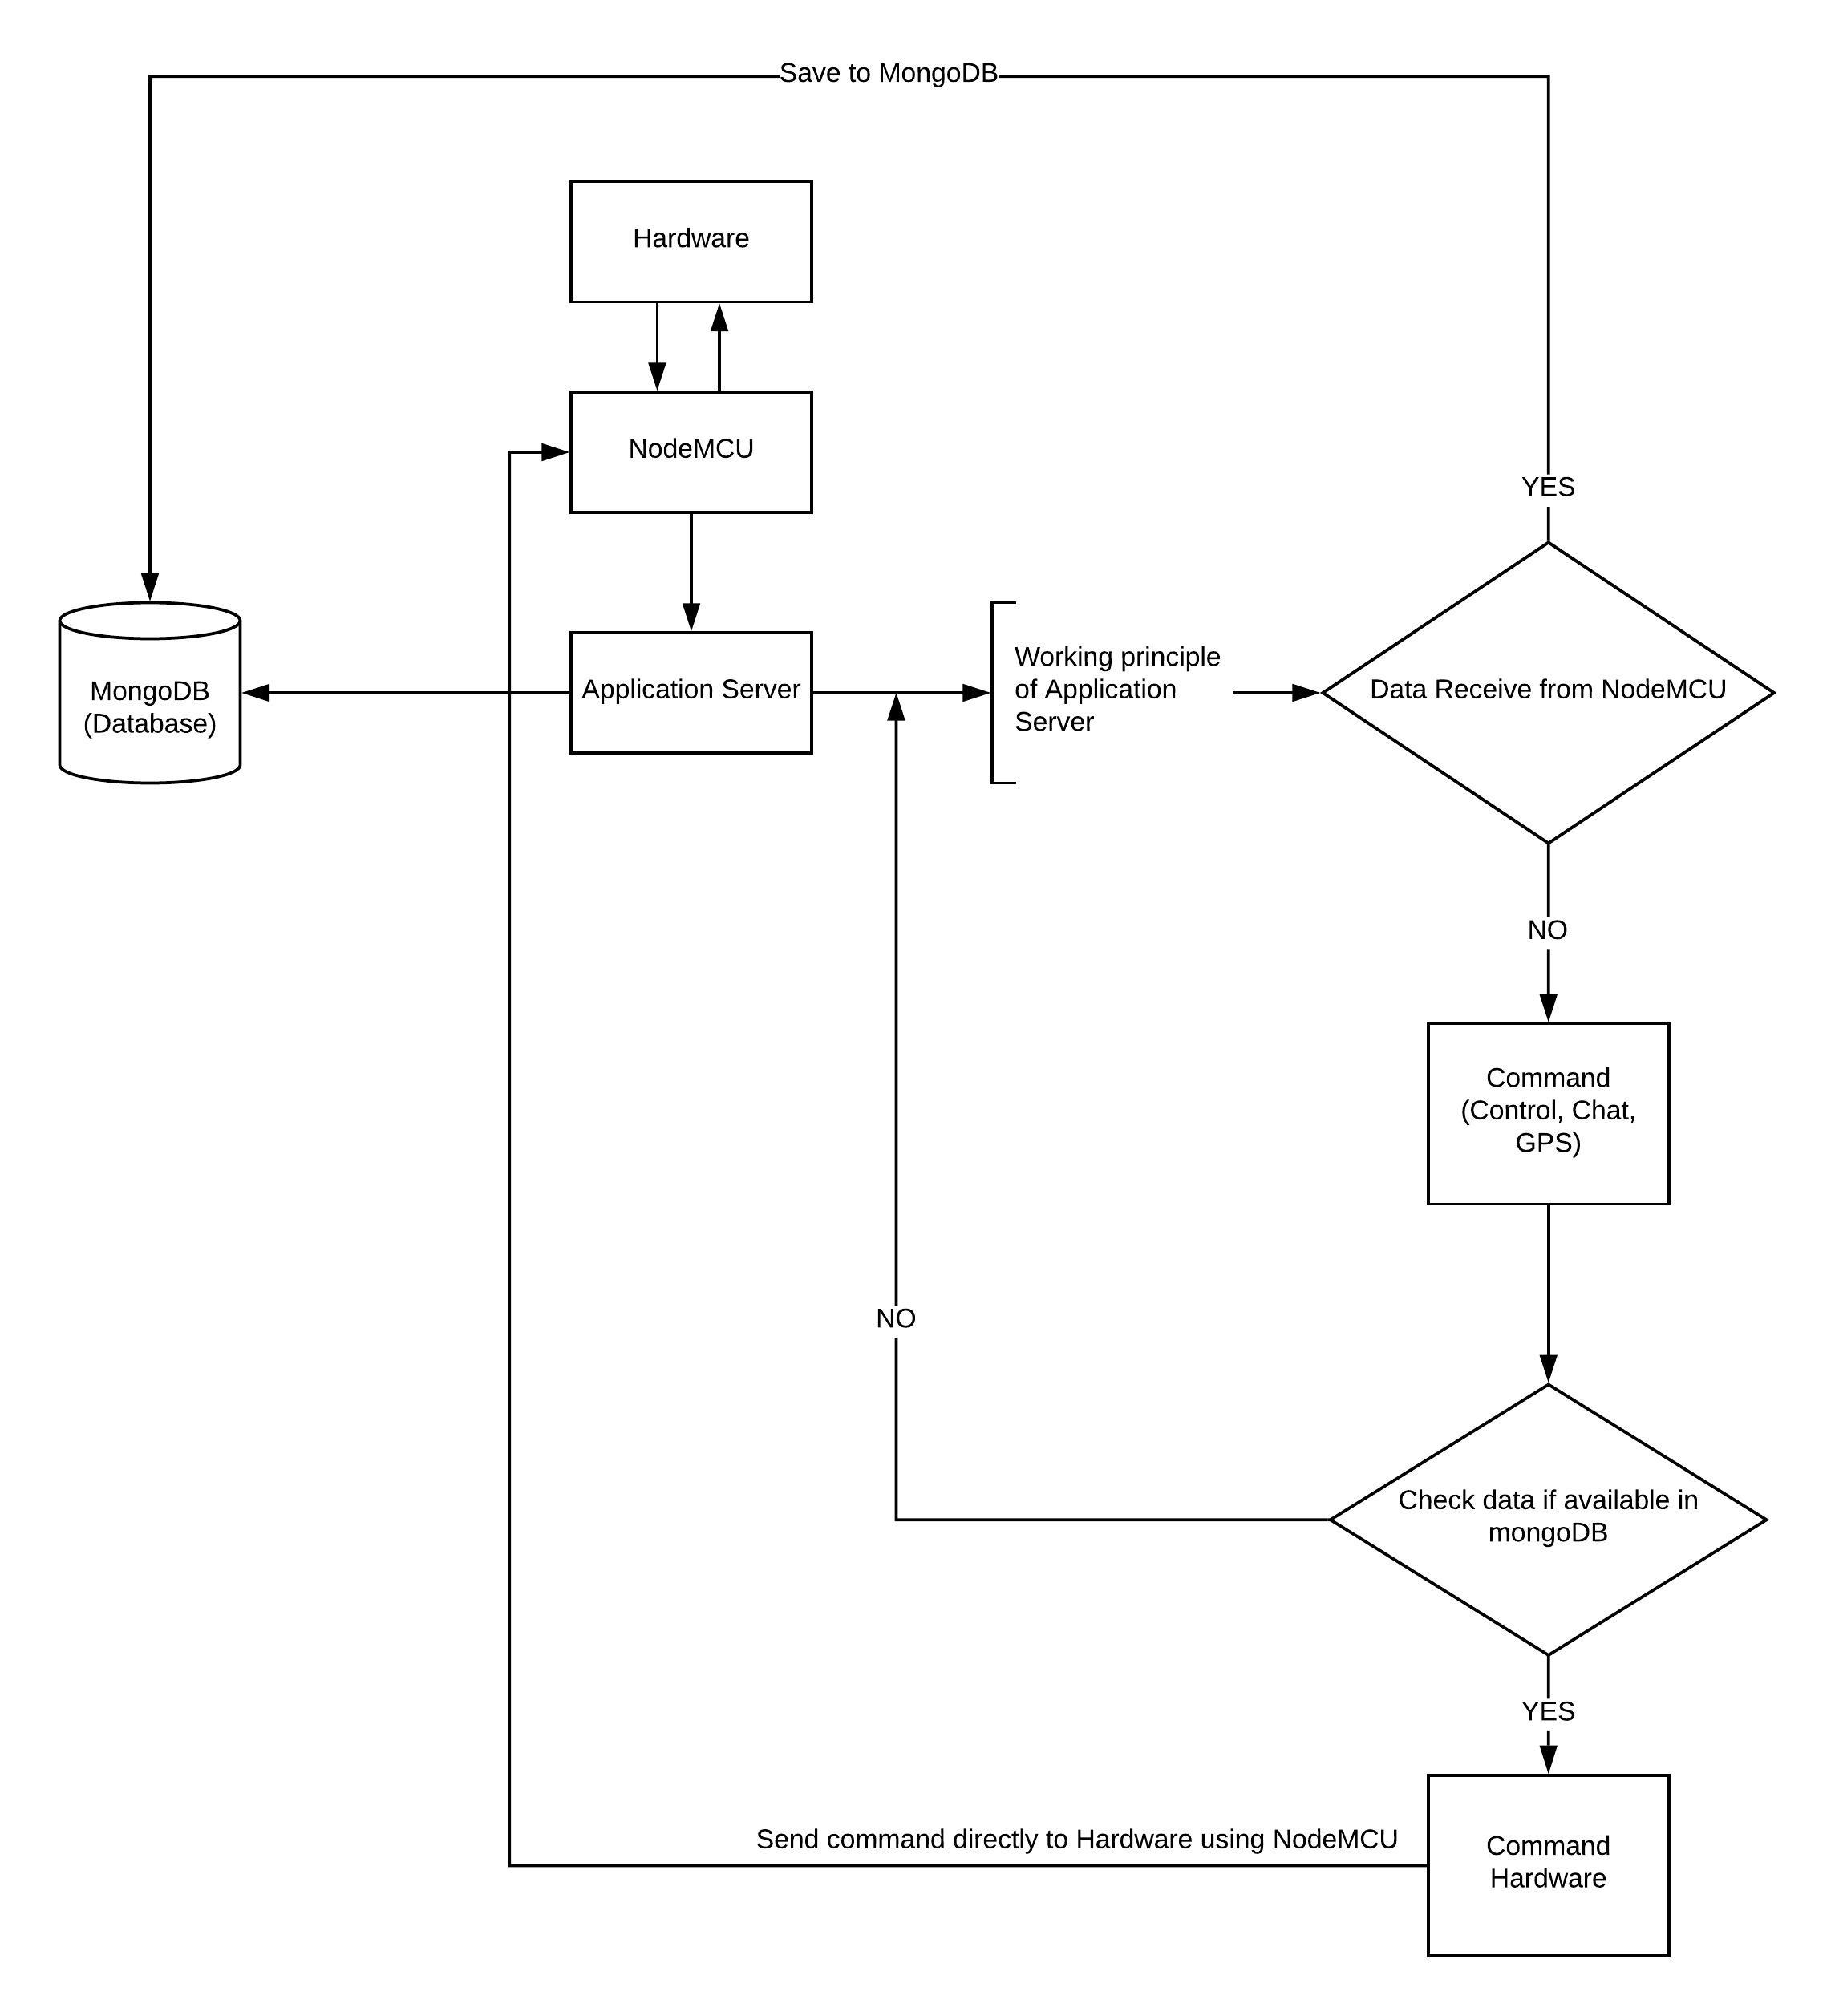 Save to MongoDB
Hardware
NodeMCU
YES
MongoDB
(Database)
Application Server
Working principle
of Application
Server
Data Receive from NodeMCU
NO
Command
(Control, Chat,
GPS)
NO
Check data if available in
mongoDB
YES
Send command directly to Hardware using NodeMCU
Command
Hardware